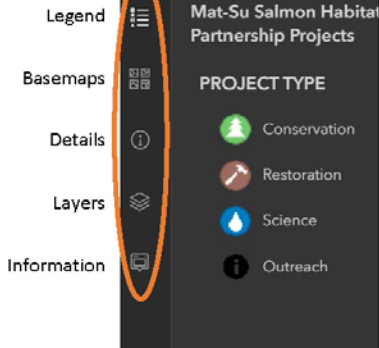 Legend
Basemaps
Details
Layers
Information
Mat-Su Salmon Habitat
Partnership Projects
PROJECT TYPE
Conservation
Restoration
Science
Outreach